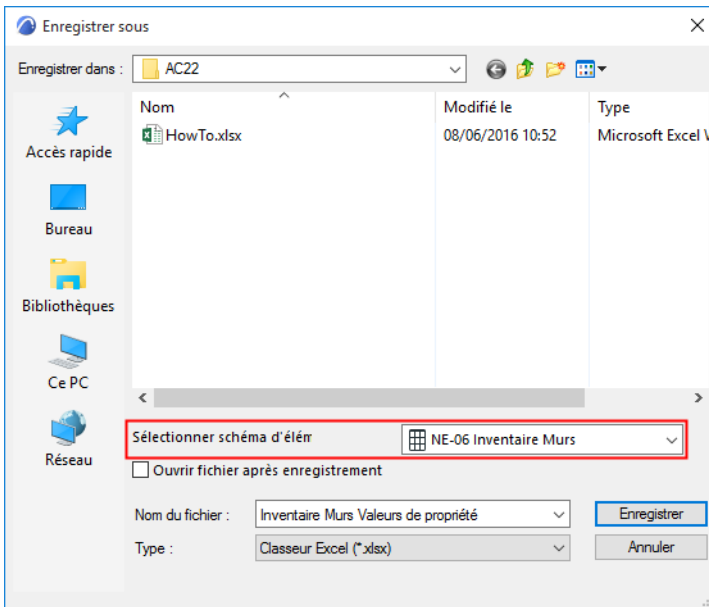 Enregistrer sous
Enregistrer dans :
AC22
Nom
Modifié le
Type
HowTo.xlsx
08/06/2016 10:52
Microsoft Excel
Accès rapide
Bureau
Bibliothèques
Ce PC
Réseau
Sélectionner schéma d'élém
NE-06 Inventaire Murs
Ouvrir fichier après enregistrement
Nom du fichier :
Inventaire Murs Valeurs de propriété
Enregistrer
Type :
Classeur Excel (*.xlsx)
Annuler